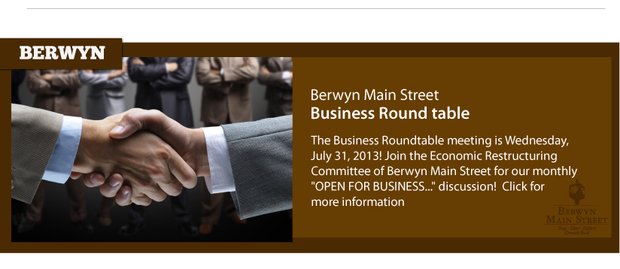 BERWYN
Berwyn Main Street
Business Round table
The Business Roundtable meeting is Wednesday,
July 31, 2013! Join the Economic Restructuring
Committee of Berwyn Main Street for our monthly
"OPEN FOR BUSINESS..." discussion!  Click for
more information
BERWYN
MAIN STREET